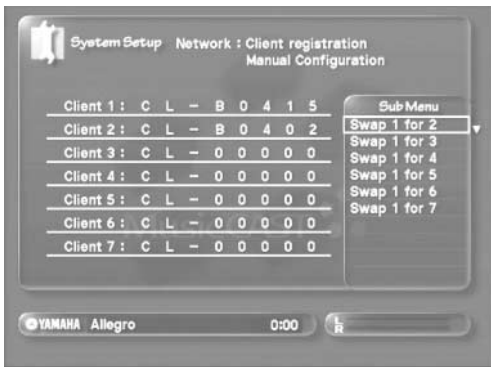 System Setup Network : Client registration
Manual Configuration
Client 1 : C L – B 0 4 1 5
Client 2 : C L – B 0 4 0 2
Client 3 : C L – 0 0 0 0 0
Client 4 : C L – 0 0 0 0 0
Client 5 : C L – 0 0 0 0 0
Client 6 : C L – 0 0 0 0 0
Client 7 : C L – 0 0 0 0 0
Sub Menu
Swap 1 for 2
Swap 1 for 3
Swap 1 for 4
Swap 1 for 5
Swap 1 for 6
Swap 1 for 7
MusicCAST
YAMAHA Allegro 0:00 L
R